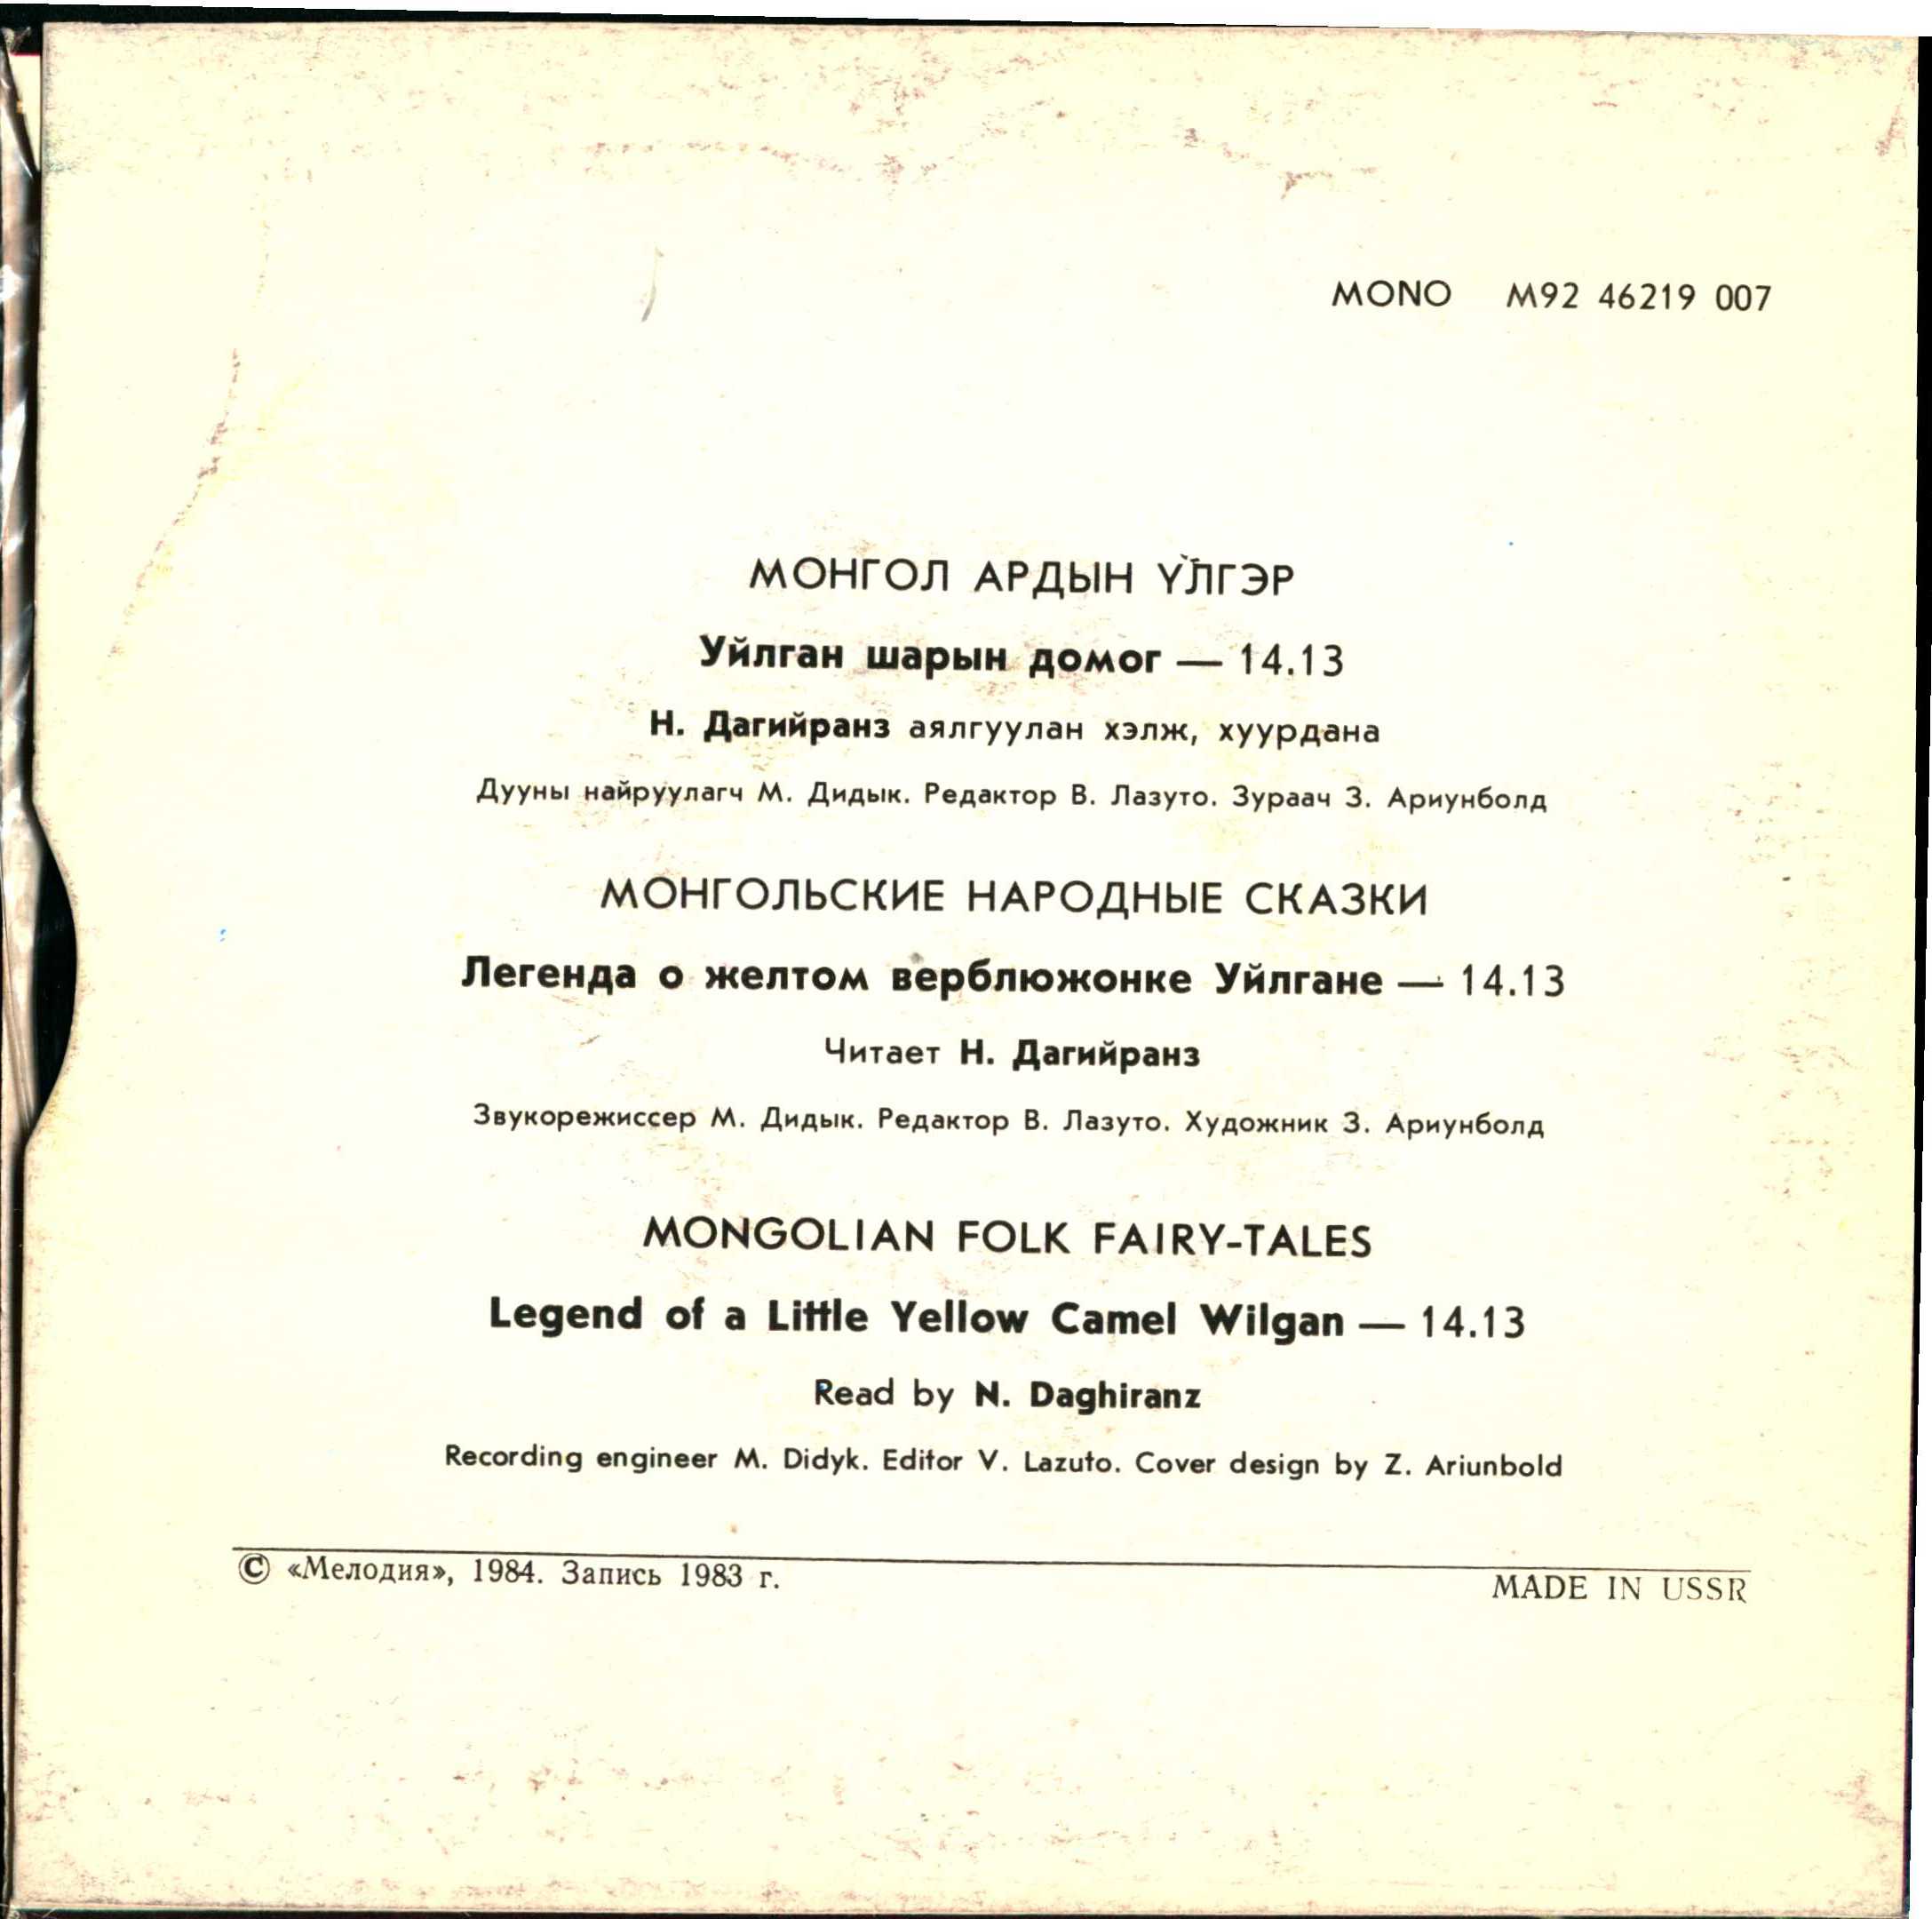 MONO M92 46219 007
МОНГОЛ АРДЫН ҮЛГЭР
Уйлган шарын домог — 14.13
Н. Дагийранз аялгуулан хэлж, хуурдана
Дууны найруулагч М. Дидык. Редактор В. Лазуто. Зураач З. Ариунболд
МОНГОЛЬСКИЕ НАРОДНЫЕ СКАЗКИ
Легенда о желтом верблюжонке Уйлгане — 14.13
Читает Н. Дагийранз
Звукорежиссер М. Дидык. Редактор В. Лазуто. Художник З. Ариунболд
MONGOLIAN FOLK FAIRY-TALES
Legend of a Little Yellow Camel Wilgan — 14.13
Read by N. Daghiranz
Recording engineer M. Didyk. Editor V. Lazuto. Cover design by Z. Ariunbold
© «Мелодия», 1984. Запись 1983 г.
MADE IN USSR